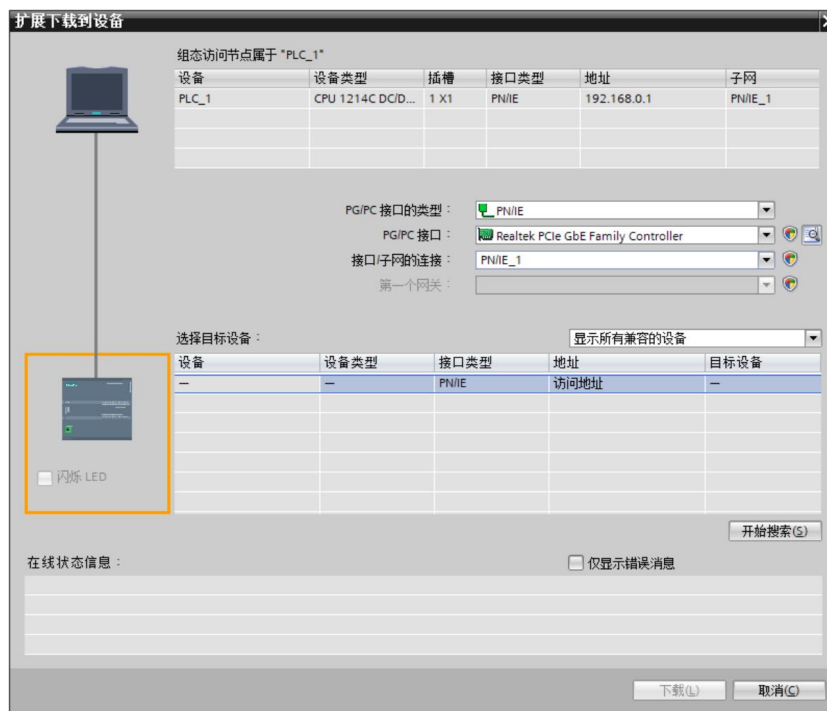 扩展下载到设备
组态访问节点属于 "PLC_1"
设备 设备类型 插槽 接口类型 地址 子网
PLC_1 CPU 1214C DC/D... 1 X1 PN/IE 192.168.0.1 PN/IE_1
PG/PC 接口的类型： PN/IE
PG/PC 接口： Realtek PCIe GbE Family Controller
接口/子网的连接： PN/IE_1
第一个网关：
选择目标设备： 显示所有兼容的设备
设备 设备类型 接口类型 地址 目标设备
— — PN/IE 访问地址 —
闪烁 LED
开始搜索(S)
在线状态信息： 仅显示错误消息
下载(L) 取消(C)